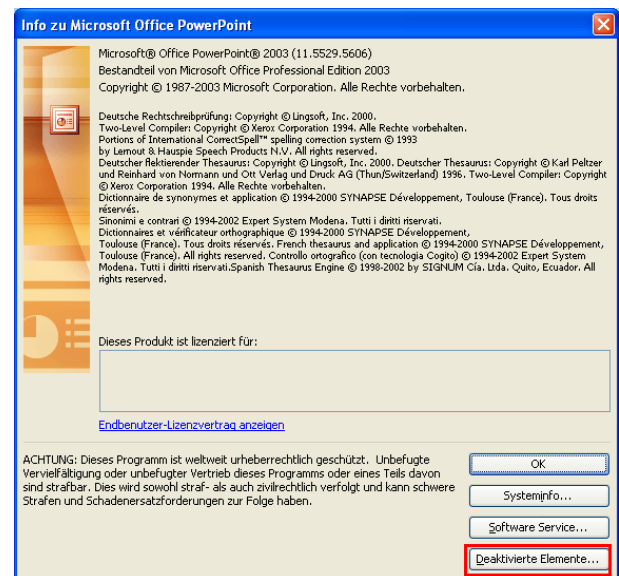 Info zu Microsoft Office PowerPoint
Microsoft® Office PowerPoint® 2003 (11.5529.5606)
Bestandteil von Microsoft Office Professional Edition 2003
Copyright © 1987-2003 Microsoft Corporation. Alle Rechte vorbehalten.
Deutsche Rechtschreibprüfung: Copyright © Lingsoft, Inc. 2000.
Two-Level Compiler: Copyright © Xerox Corporation 1994. Alle Rechte vorbehalten.
Portions of International CorrectSpell™ spelling correction system © 1993
by Lernout & Hauspie Speech Products N.V. All rights reserved.
Deutscher flektierender Thesaurus: Copyright © Lingsoft, Inc. 2000. Deutscher Thesaurus: Copyright © Karl Peltzer
und Reinhard von Normann und Ott Verlag und Druck AG (Thun/Switzerland) 1996. Two-Level Compiler: Copyright
© Xerox Corporation 1994. Alle Rechte vorbehalten.
Dictionnaire de synonymes et application © 1994-2000 SYNAPSE Développement, Toulouse (France). Tous droits
réservés.
Sinonimi e contrari © 1994-2002 Expert System Modena. Tutti i diritti riservati.
Dictionnaires et vérificateur orthographique © 1994-2000 SYNAPSE Développement,
Toulouse (France). Tous droits réservés. French thesaurus and application © 1994-2000 SYNAPSE Développement,
Toulouse (France). All rights reserved. Controllo ortografico (con tecnologia Cogito) © 1994-2002 Expert System
Modena. Tutti i diritti riservati.Spanish Thesaurus Engine © 1998-2002 by SIGNUM Cía. Ltda. Quito, Ecuador. All
rights reserved.
Dieses Produkt ist lizenziert für:
Endbenutzer-Lizenzvertrag anzeigen
ACHTUNG: Dieses Programm ist weltweit urheberrechtlich geschützt. Unbefugte
Vervielfältigung oder unbefugter Vertrieb dieses Programms oder eines Teils davon
sind strafbar. Dies wird sowohl straf- als auch zivilrechtlich verfolgt und kann schwere
Strafen und Schadenersatzforderungen zur Folge haben.
OK
Systeminfo...
Software Service...
Deaktivierte Elemente...